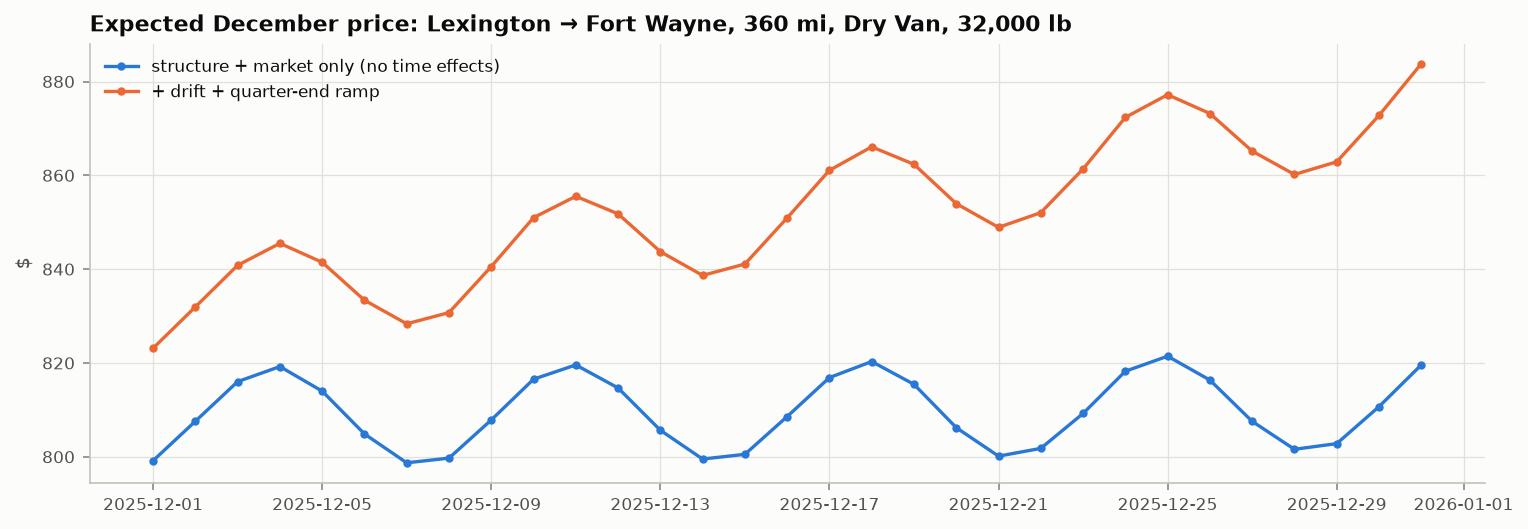 Expected December price: Lexington → Fort Wayne, 360 mi, Dry Van, 32,000 lb
structure + market only (no time effects)
+ drift + quarter-end ramp
$
880
860
840
820
800
2025-12-01 2025-12-05 2025-12-09 2025-12-13 2025-12-17 2025-12-21 2025-12-25 2025-12-29 2026-01-01